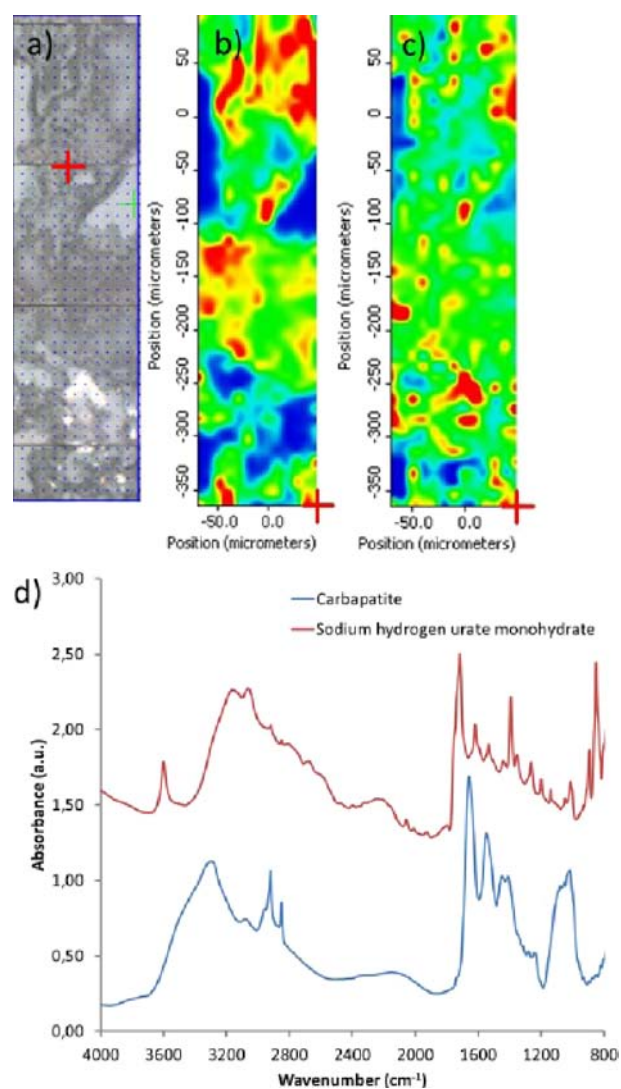 a)
b)
c)
Position (micrometers)
50
0
-50
-100
-150
-200
-250
-300
-350
-50.0 0.0
Position (micrometers)
Position (micrometers)
50
0
-50
-100
-150
-200
-250
-300
-350
-50.0 0.0
Position (micrometers)
d)
Carbapatite
Sodium hydrogen urate monohydrate
Absorbance (a.u.)
3,00
2,50
2,00
1,50
1,00
0,50
0,00
4000 3600 3200 2800 2400 2000 1600 1200 800
Wavenumber (cm⁻¹)